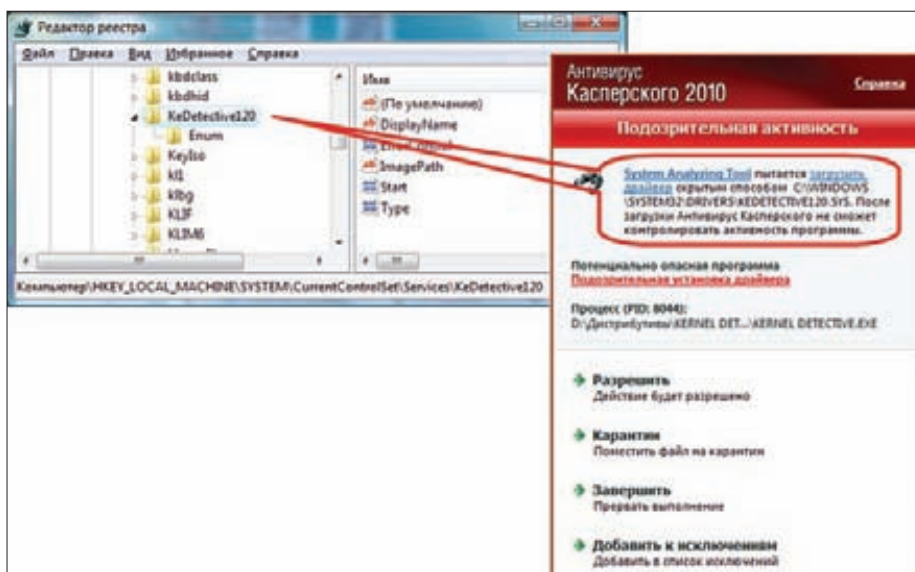 Редактор реестра
Файл Правка Вид Избранное Справка
kbdclass
kbdhid
KeDetective120
Enum
KeyIso
kl1
klbg
KLIF
KLIM6
Имя
(По умолчанию)
DisplayName
ImagePath
Start
Type
Компьютер\HKEY_LOCAL_MACHINE\SYSTEM\CurrentControlSet\Services\KeDetective120
Антивирус
Касперского 2010
Справка
Подозрительная активность
System Analyzing Tool пытается загрузить
драйвер скрытым способом C:\WINDOWS
\SYSTEM32\DRIVERS\KEDETECTIVE120.SYS. После
загрузки Антивирус Касперского не сможет
контролировать активность программы.
Потенциально опасная программа
Подозрительная установка драйвера
Процесс (PID: 8044):
D:\Дистрибутивы\KERNEL DET...\KERNEL DETECTIVE.EXE
Разрешить
Действие будет разрешено
Карантин
Поместить файл на карантин
Завершить
Прервать выполнение
Добавить к исключениям
Добавить в список исключений